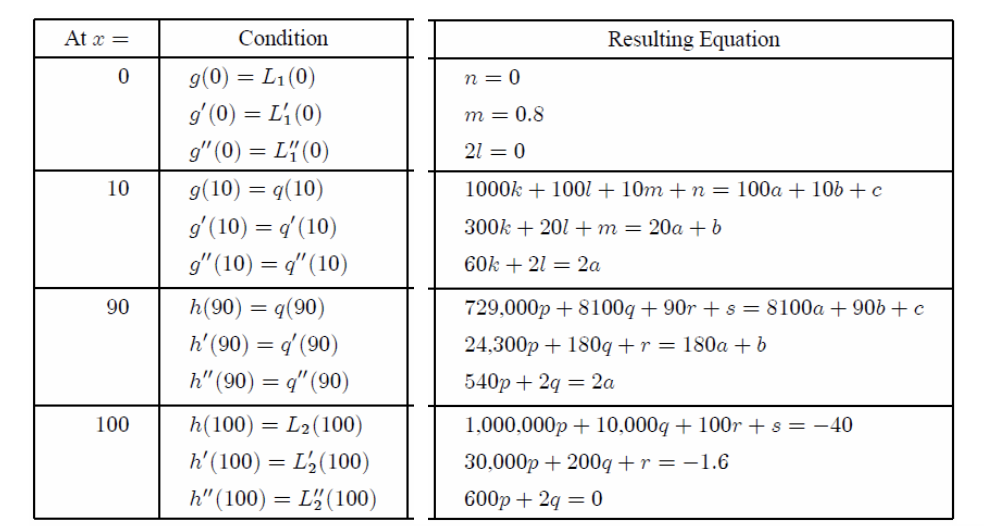 At x = Condition Resulting Equation
0 g(0) = L₁(0) n = 0
g′(0) = L₁′(0) m = 0.8
g″(0) = L₁″(0) 2l = 0
10 g(10) = q(10) 1000k + 100l + 10m + n = 100a + 10b + c
g′(10) = q′(10) 300k + 20l + m = 20a + b
g″(10) = q″(10) 60k + 2l = 2a
90 h(90) = q(90) 729,000p + 8100q + 90r + s = 8100a + 90b + c
h′(90) = q′(90) 24,300p + 180q + r = 180a + b
h″(90) = q″(90) 540p + 2q = 2a
100 h(100) = L₂(100) 1,000,000p + 10,000q + 100r + s = −40
h′(100) = L₂′(100) 30,000p + 200q + r = −1.6
h″(100) = L₂″(100) 600p + 2q = 0